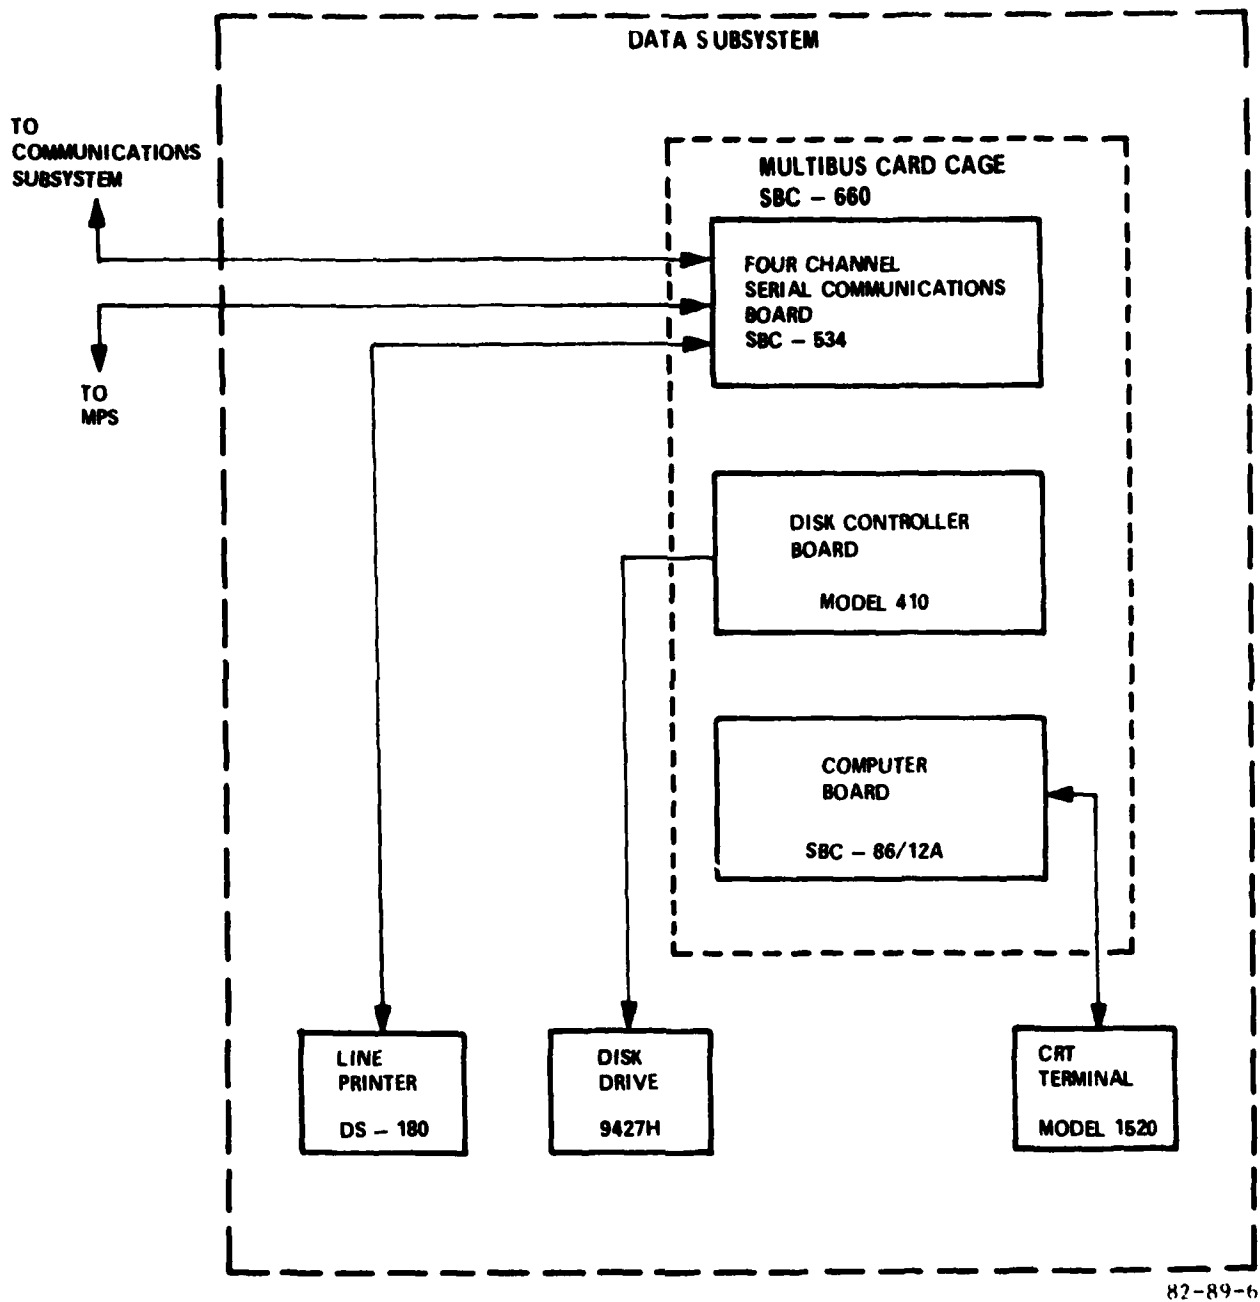 DATA SUBSYSTEM
TO
COMMUNICATIONS
SUBSYSTEM
MULTIBUS CARD CAGE
SBC – 660
FOUR CHANNEL
SERIAL COMMUNICATIONS
BOARD
SBC – 534
TO
MPS
DISK CONTROLLER
BOARD
MODEL 410
COMPUTER
BOARD
SBC – 86/12A
LINE
PRINTER
DS – 180
DISK
DRIVE
9427H
CRT
TERMINAL
MODEL 1520
82-89-6